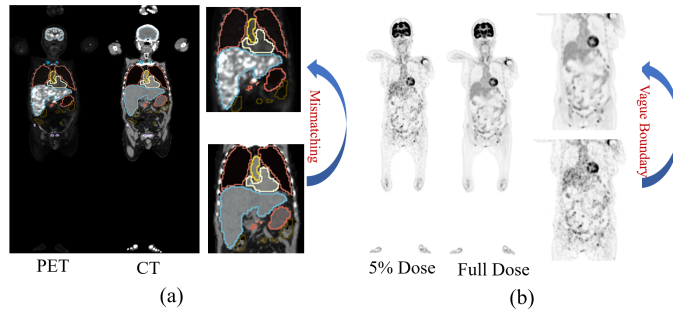 Mismatching
Vague Boundary
PET
CT
5% Dose
Full Dose
(a)
(b)